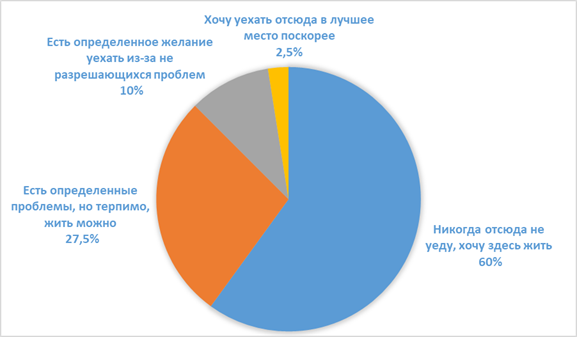 Хочу уехать отсюда в лучшее
место поскорее
2,5%
Есть определенное желание
уехать из-за не
разрешающихся проблем
10%
Есть определенные
проблемы, но терпимо,
жить можно
27,5%
Никогда отсюда не
уеду, хочу здесь жить
60%